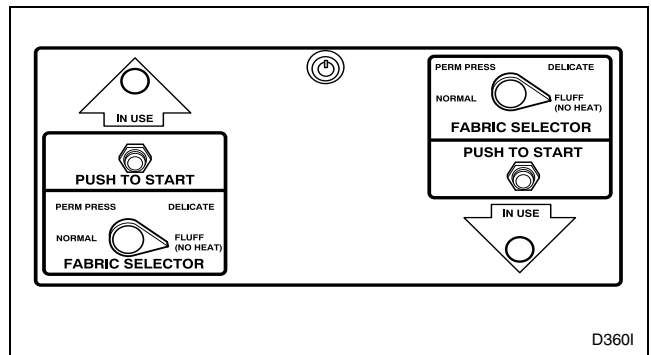 IN USE
PUSH TO START
PERM PRESS DELICATE
NORMAL FLUFF
(NO HEAT)
FABRIC SELECTOR
PERM PRESS DELICATE
NORMAL FLUFF
(NO HEAT)
FABRIC SELECTOR
PUSH TO START
IN USE
D360I